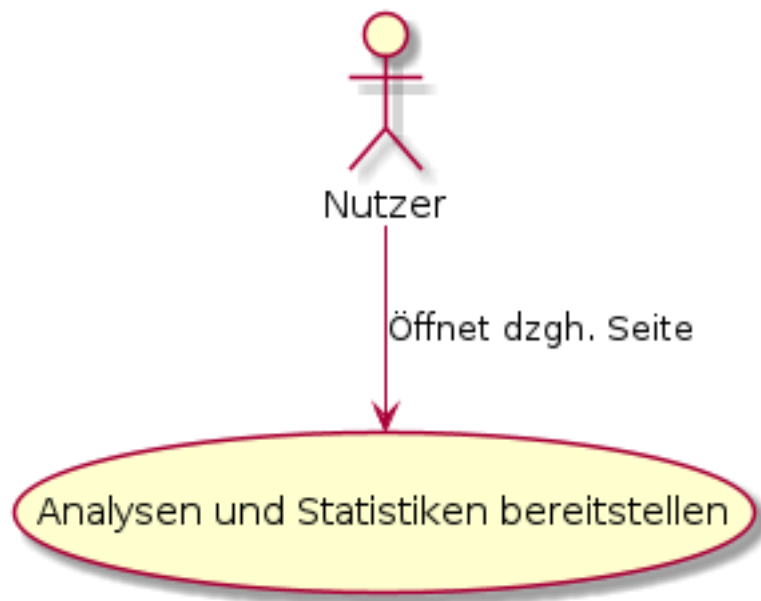 Nutzer
Öffnet dzgh. Seite
Analysen und Statistiken bereitstellen